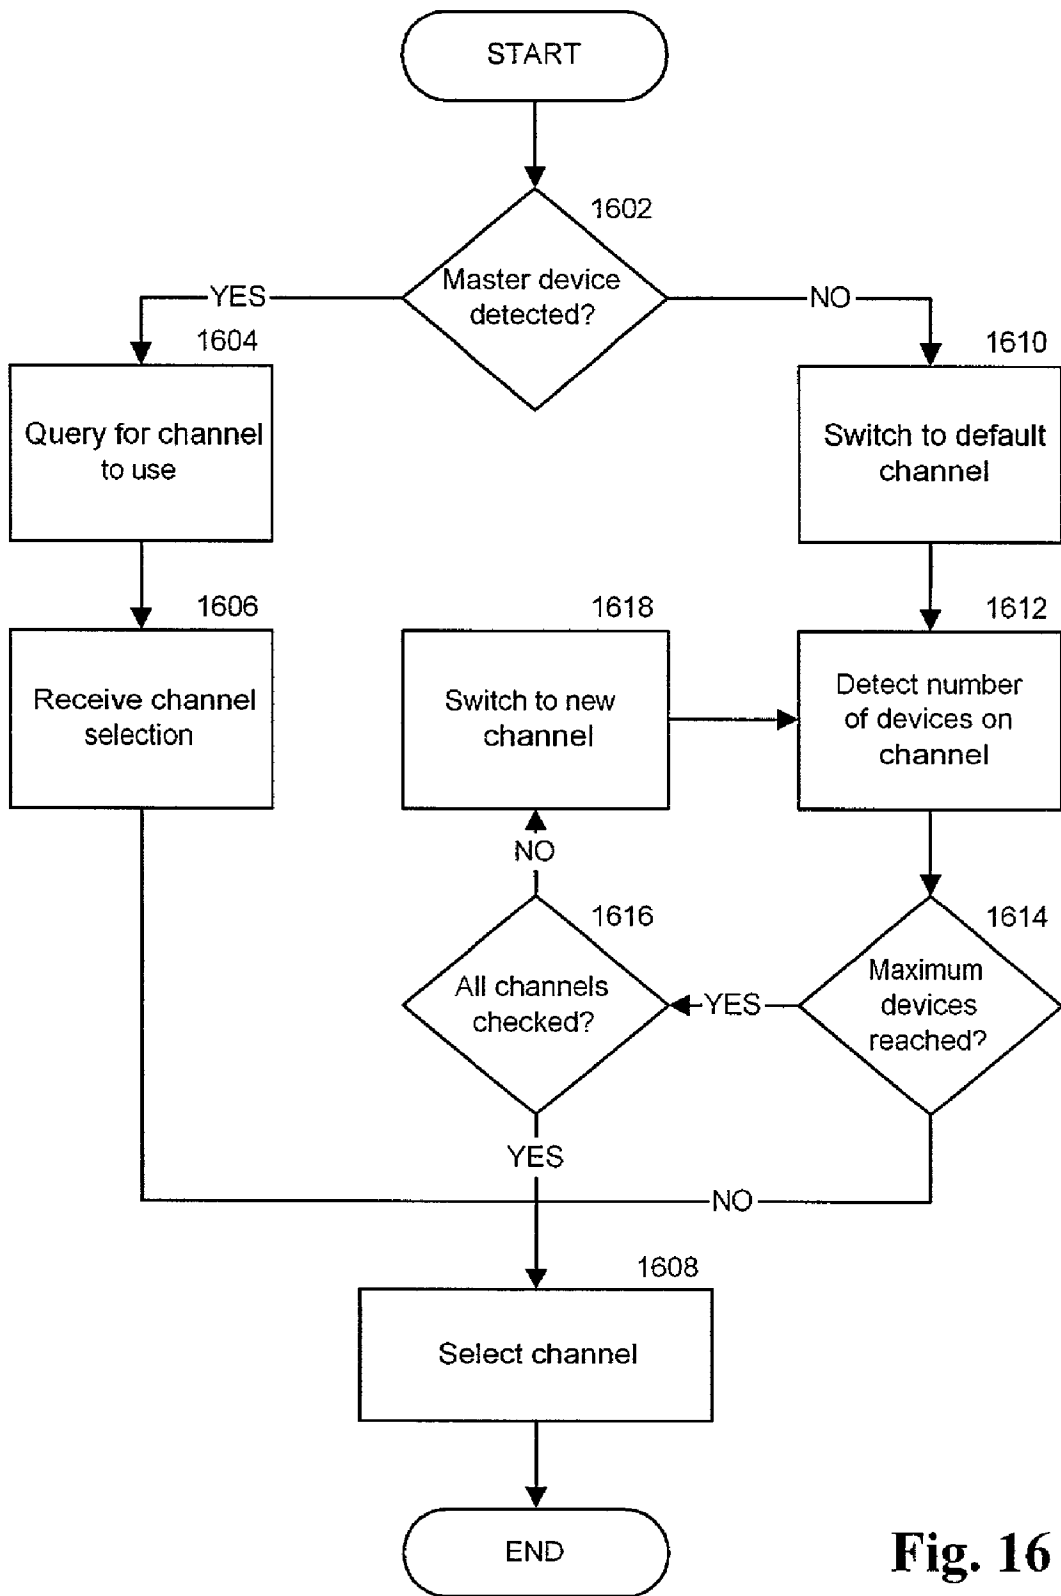 START
1602
Master device
detected?
YES
NO
1604
Query for channel
to use
1610
Switch to default
channel
1606
Receive channel
selection
1618
Switch to new
channel
1612
Detect number
of devices on
channel
NO
1616
All channels
checked?
YES
1614
Maximum
devices
reached?
YES
NO
1608
Select channel
END
Fig. 16